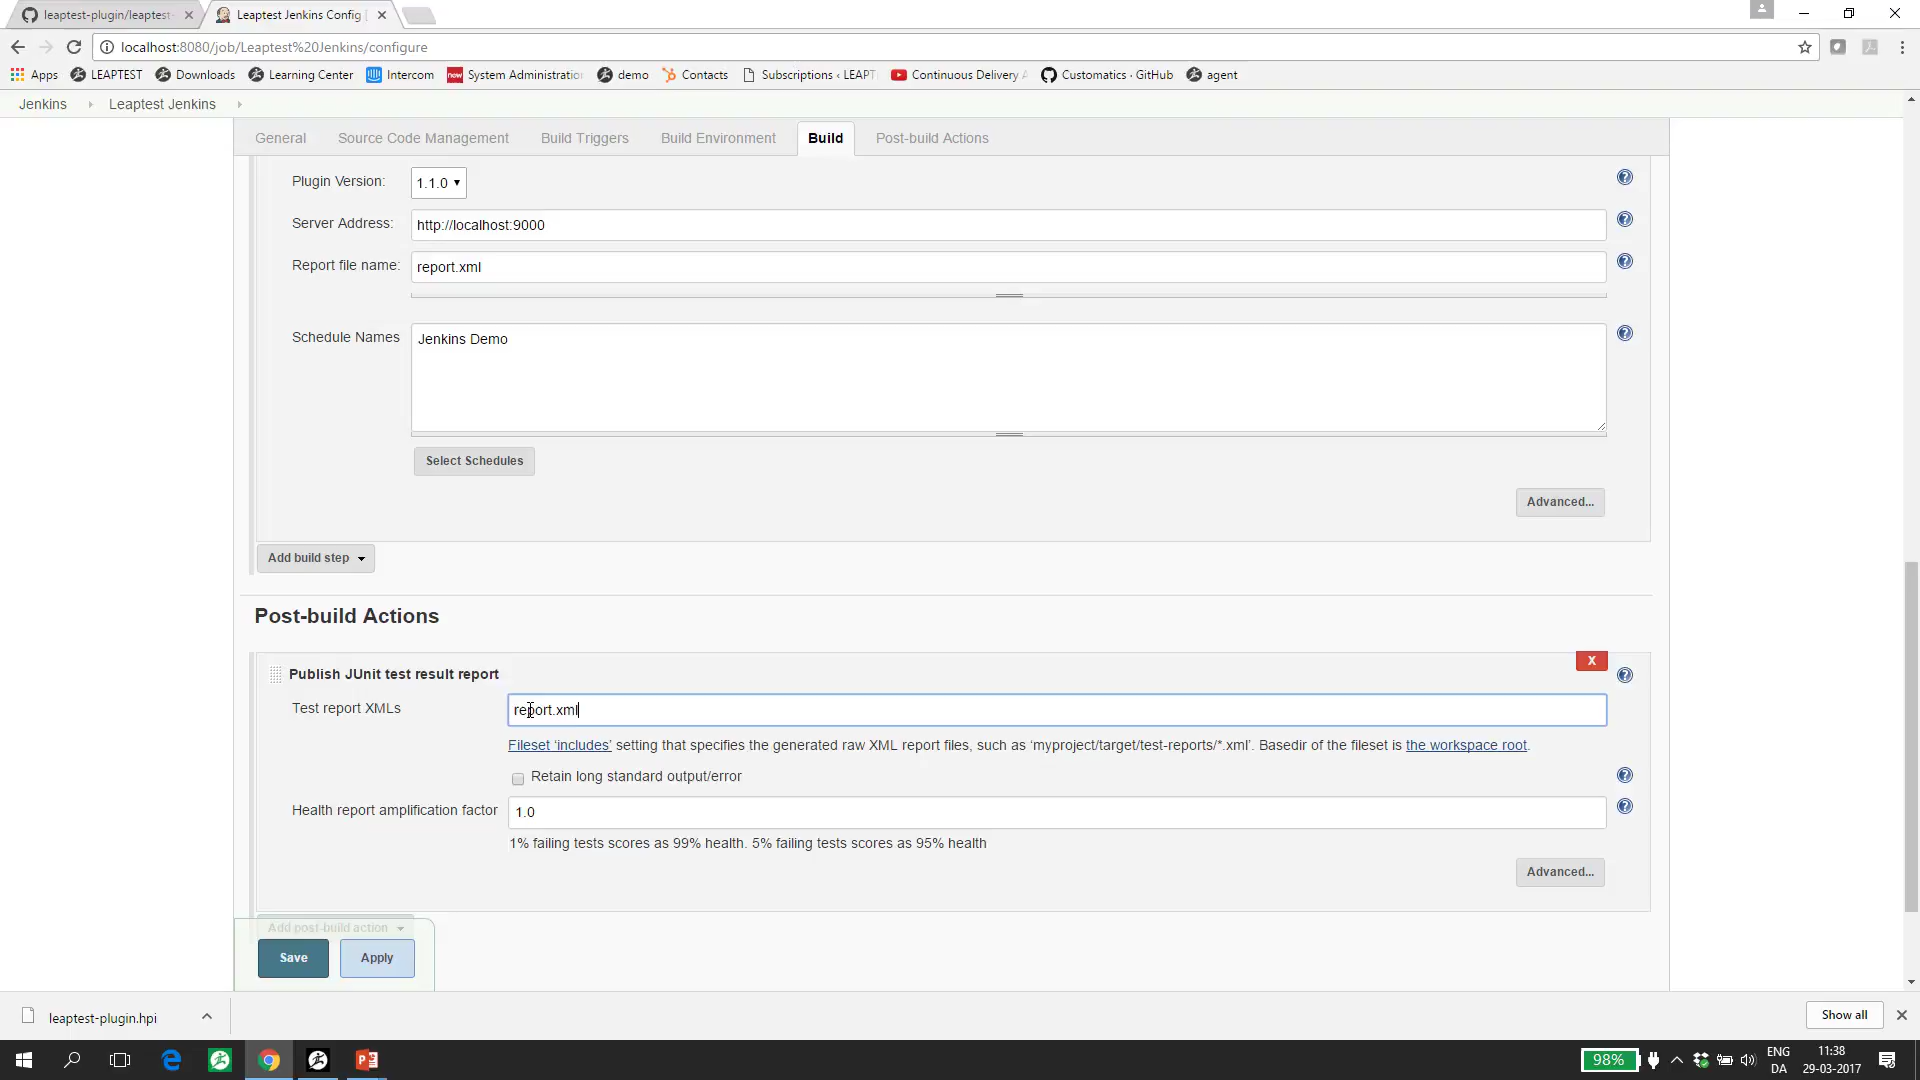 leaptest-plugin/leaptest-
Leaptest Jenkins Config [
localhost:8080/job/Leaptest%20Jenkins/configure
Apps LEAPTEST Downloads Learning Center Intercom now System Administratio demo Contacts Subscriptions ‹ LEAPT Continuous Delivery Customatics · GitHub agent
Jenkins Leaptest Jenkins
General Source Code Management Build Triggers Build Environment Build Post-build Actions
Plugin Version: 1.1.0
Server Address: http://localhost:9000
Report file name: report.xml
Schedule Names Jenkins Demo
Select Schedules
Advanced...
Add build step
Post-build Actions
X
Publish JUnit test result report
Test report XMLs report.xml
Fileset ‘includes’ setting that specifies the generated raw XML report files, such as ‘myproject/target/test-reports/*.xml’. Basedir of the fileset is the workspace root.
Retain long standard output/error
Health report amplification factor 1.0
1% failing tests scores as 99% health. 5% failing tests scores as 95% health
Advanced...
Add post-build action
Save Apply
leaptest-plugin.hpi
Show all
98%
ENG
DA
11:38
29-03-2017